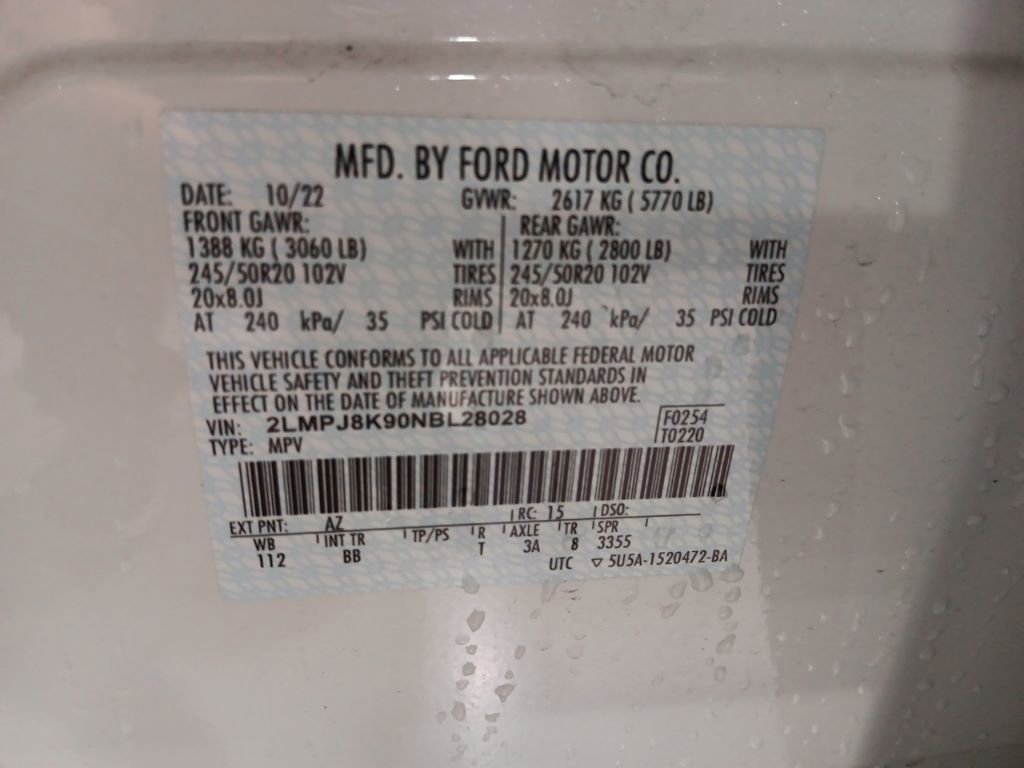 MFD. BY FORD MOTOR CO.
DATE: 10/22 GVWR: 2617 KG ( 5770 LB)
FRONT GAWR: REAR GAWR:
1388 KG ( 3060 LB) WITH 1270 KG ( 2800 LB) WITH
245/50R20 102V TIRES 245/50R20 102V TIRES
20x8.0J RIMS 20x8.0J RIMS
AT 240 kPa/ 35 PSI COLD AT 240 kPa/ 35 PSI COLD
THIS VEHICLE CONFORMS TO ALL APPLICABLE FEDERAL MOTOR
VEHICLE SAFETY AND THEFT PREVENTION STANDARDS IN
EFFECT ON THE DATE OF MANUFACTURE SHOWN ABOVE.
VIN: 2LMPJ8K90NBL28028 F0254
TYPE: MPV T0220
EXT PNT: AZ RC: 15 DSO:
WB INT TR TP/PS R AXLE TR SPR
112 BB T 3A 8 3355
UTC ▽ 5U5A-1520472-BA